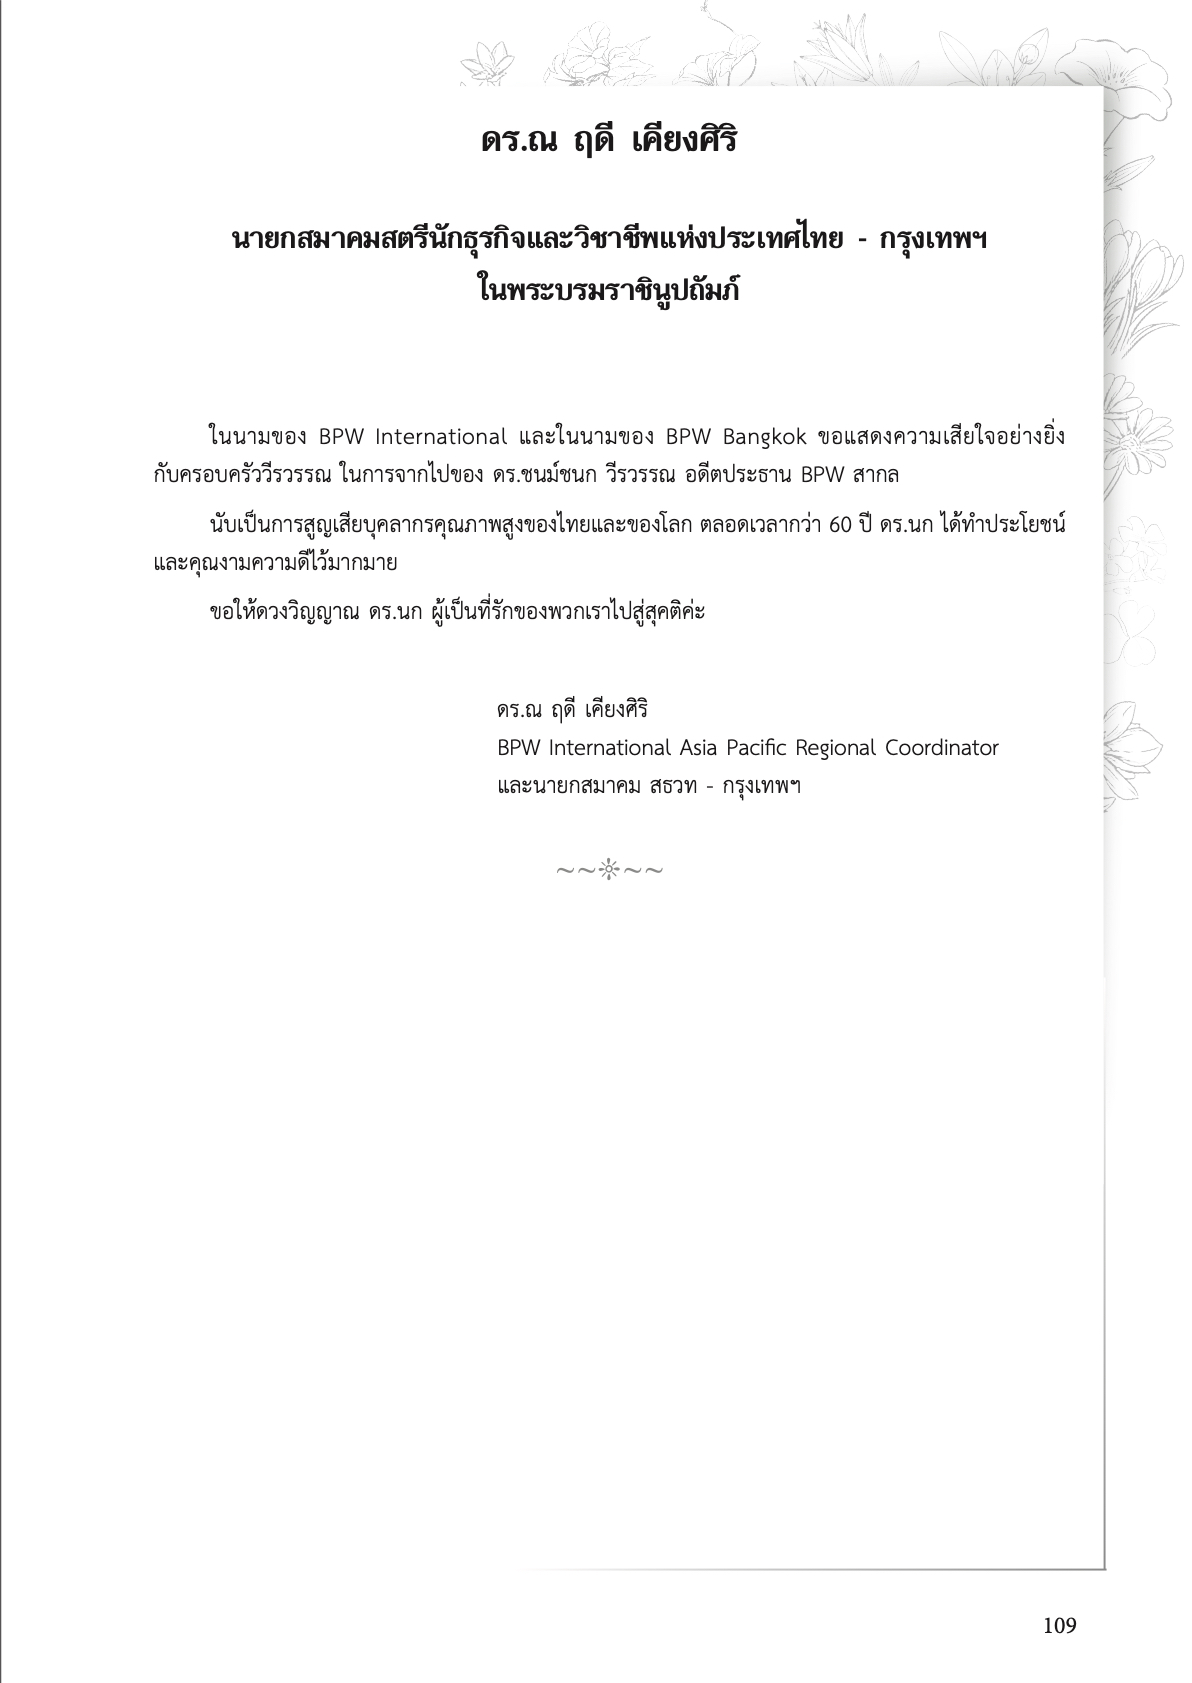 ดร.ณ ฤดี เคียงศิริ
นายกสมาคมสตรีนักธุรกิจและวิชาชีพแห่งประเทศไทย - กรุงเทพฯ
ในพระบรมราชินูปถัมภ์
ในนามของ BPW International และในนามของ BPW Bangkok ขอแสดงความเสียใจอย่างยิ่ง
กับครอบครัววีรวรรณ ในการจากไปของ ดร.ชนม์ชนก วีรวรรณ อดีตประธาน BPW สากล
นับเป็นการสูญเสียบุคลากรคุณภาพสูงของไทยและของโลก ตลอดเวลากว่า 60 ปี ดร.นก ได้ทำประโยชน์
และคุณงามความดีไว้มากมาย
ขอให้ดวงวิญญาณ ดร.นก ผู้เป็นที่รักของพวกเราไปสู่สุคติค่ะ
ดร.ณ ฤดี เคียงศิริ
BPW International Asia Pacific Regional Coordinator
และนายกสมาคม สธวท - กรุงเทพฯ
109